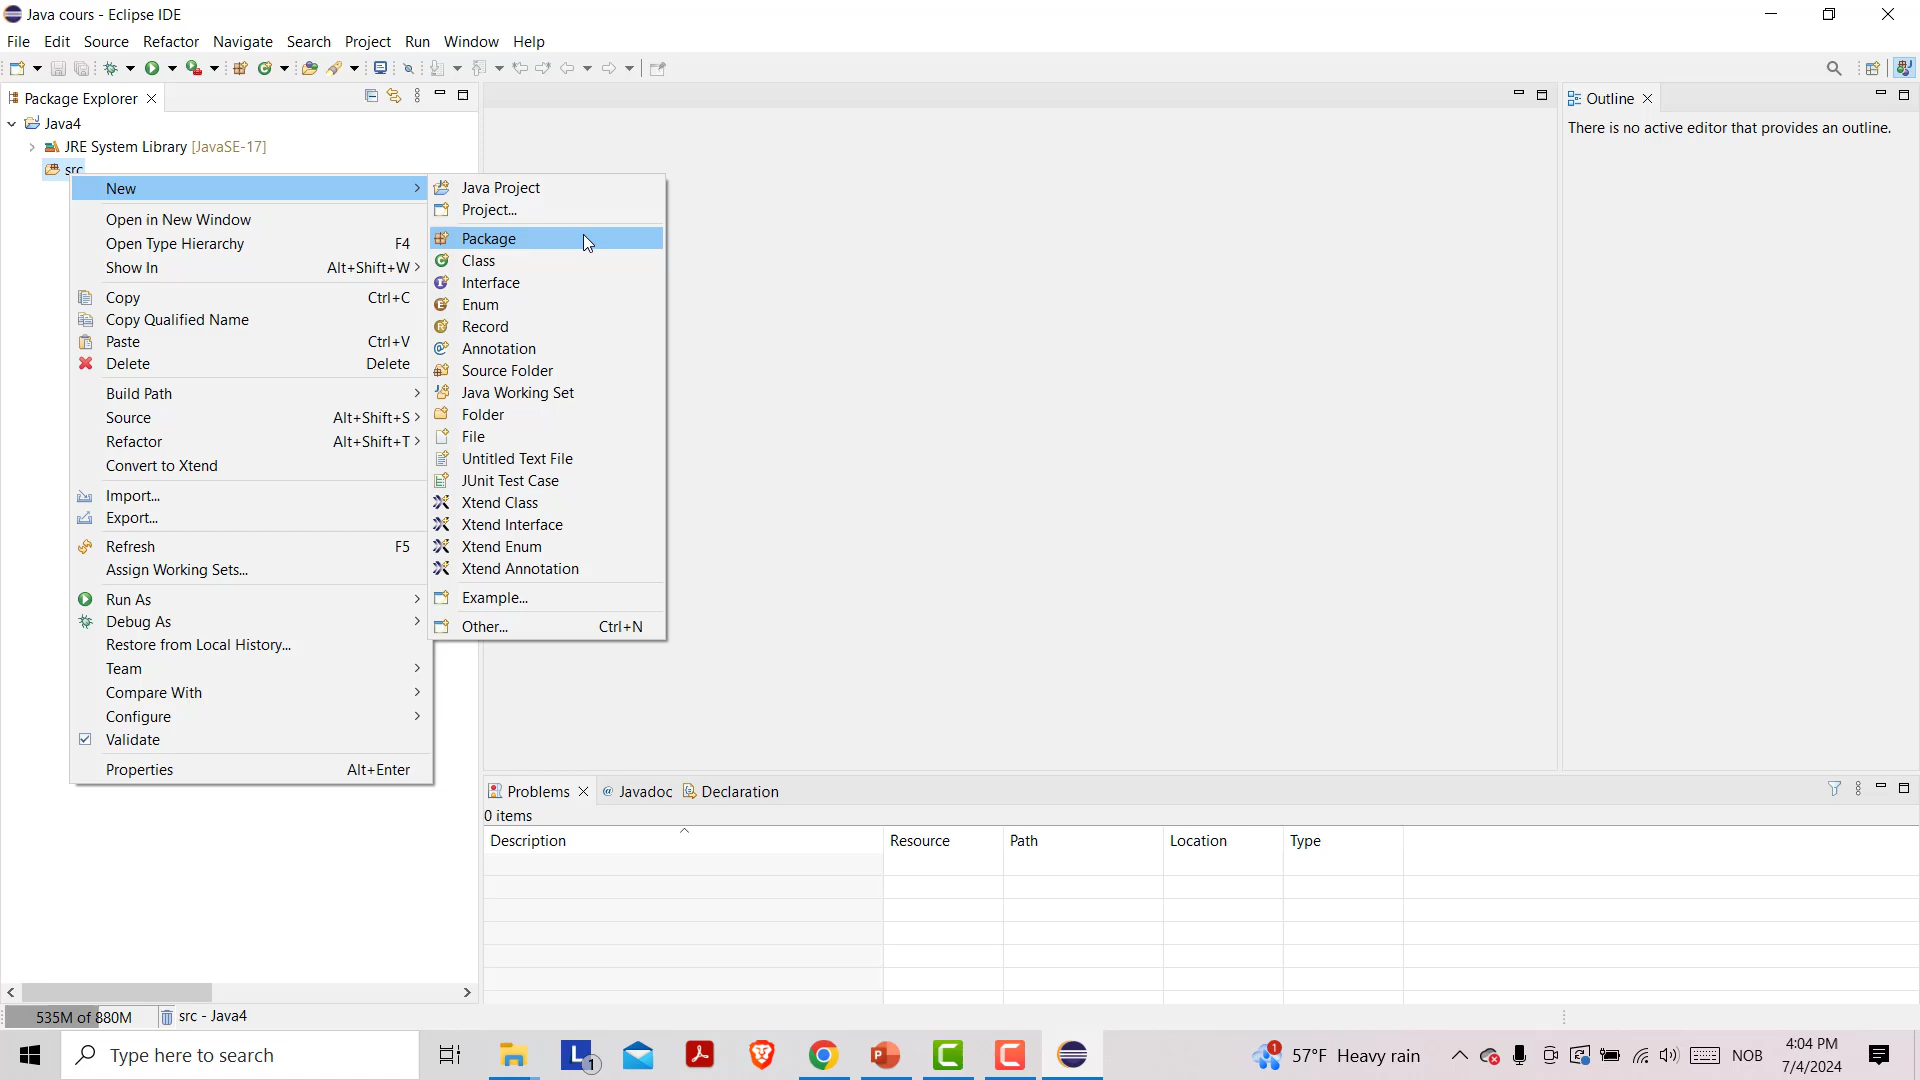 Java cours - Eclipse IDE
File Edit Source Refactor Navigate Search Project Run Window Help
Package Explorer
Outline
Java4
There is no active editor that provides an outline.
JRE System Library [JavaSE-17]
src
New
Open in New Window
Open Type Hierarchy F4
Show In Alt+Shift+W
Copy Ctrl+C
Copy Qualified Name
Paste Ctrl+V
Delete Delete
Build Path
Source Alt+Shift+S
Refactor Alt+Shift+T
Convert to Xtend
Import...
Export...
Refresh F5
Assign Working Sets...
Run As
Debug As
Restore from Local History...
Team
Compare With
Configure
Validate
Properties Alt+Enter
Java Project
Project...
Package
Class
Interface
Enum
Record
Annotation
Source Folder
Java Working Set
Folder
File
Untitled Text File
JUnit Test Case
Xtend Class
Xtend Interface
Xtend Enum
Xtend Annotation
Example...
Other... Ctrl+N
Problems Javadoc Declaration
0 items
Description Resource Path Location Type
535M of 880M src - Java4
Type here to search
1
1
57°F Heavy rain
NOB
4:04 PM
7/4/2024